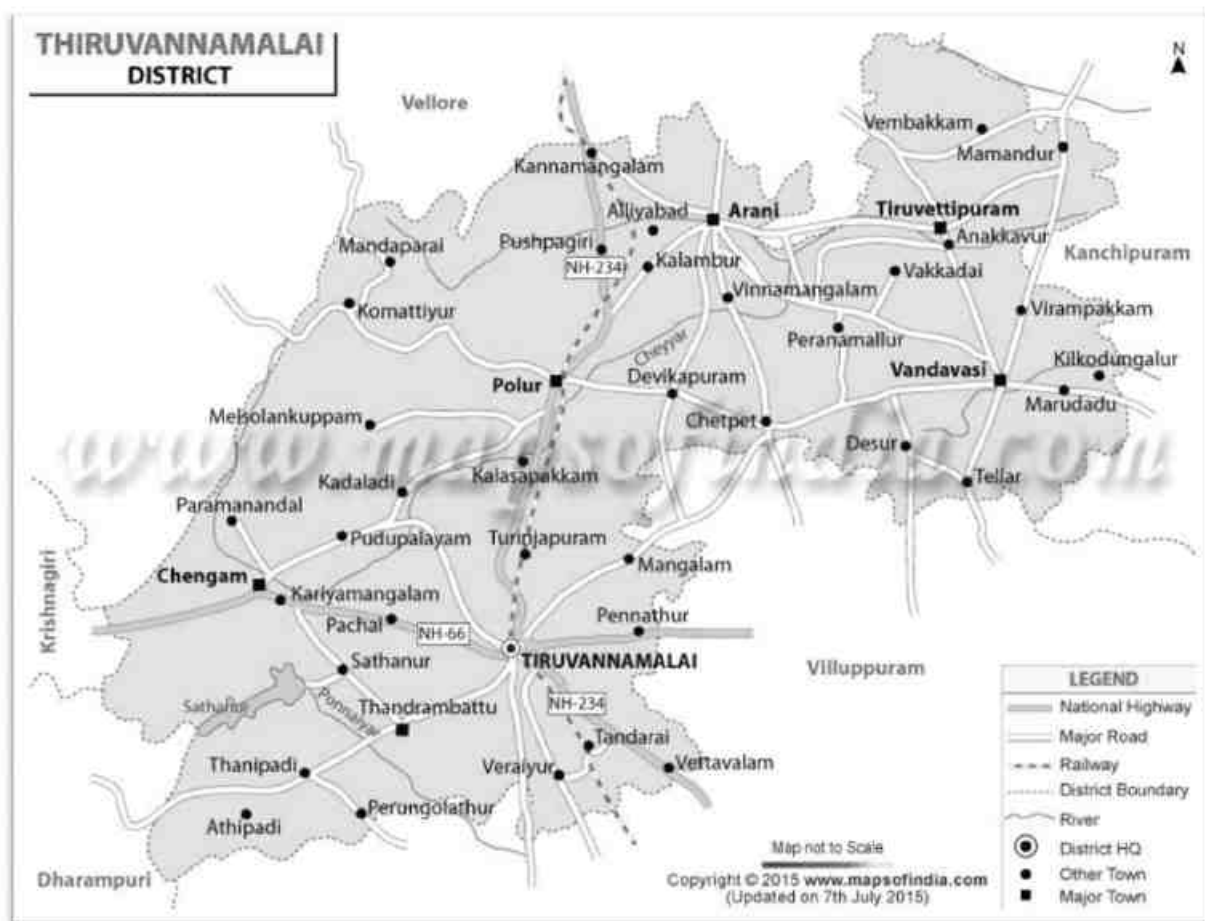 THIRUVANNAMALAI
DISTRICT
N
Vellore
Vembakkam
Mamandur
Kannamangalam
Alliyabad
Arani
Tiruvettipuram
Mandaparai
Pushpagiri
Anakkavur
Kanchipuram
NH-234
Kalambur
Vakkadai
Komattiyur
Vinnamangalam
Virampakkam
Peranamallur
Cheyyar
Kilkodungalur
Polur
Devikapuram
Vandavasi
Marudadu
Melsolankuppam
Chetpet
Desur
www.mapsofindia.com
Kadaladi
Kalasapakkam
Tellar
Paramanandal
Pudupalayam
Turinjapuram
Mangalam
Chengam
Kariyamangalam
Krishnagiri
Pachal
NH-66
Pennathur
TIRUVANNAMALAI
Villuppuram
Sathanur
Sathanur
Ponnaiyar
Thandrambattu
NH-234
Tandarai
Thanipadi
Veraiyur
Vettavalam
Athipadi
Perungolathur
Dharampuri
LEGEND
National Highway
Major Road
Railway
District Boundary
River
District HQ
Other Town
Major Town
Map not to Scale
Copyright © 2015 www.mapsofindia.com
(Updated on 7th July 2015)